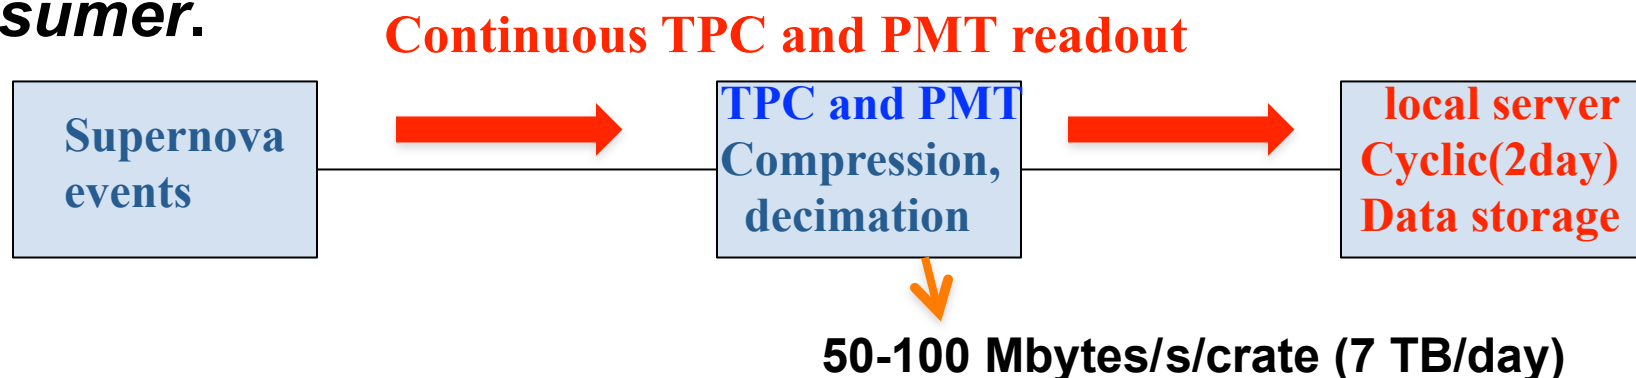 sumer.
Continuous TPC and PMT readout
Supernova
events
TPC and PMT
Compression,
decimation
local server
Cyclic(2day)
Data storage
50-100 Mbytes/s/crate (7 TB/day)